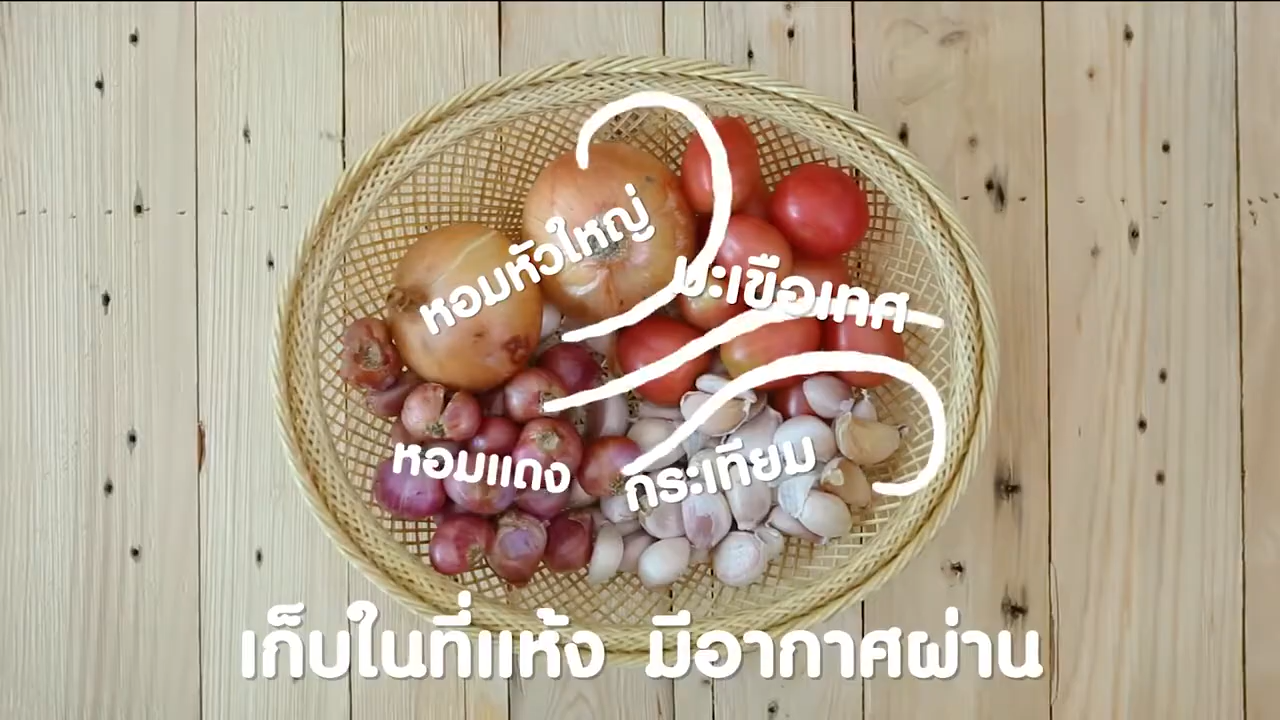 หอมหัวใหญ่
มะเขือเทศ
หอมแดง
กระเทียม
เก็บในที่แห้ง มีอากาศผ่าน